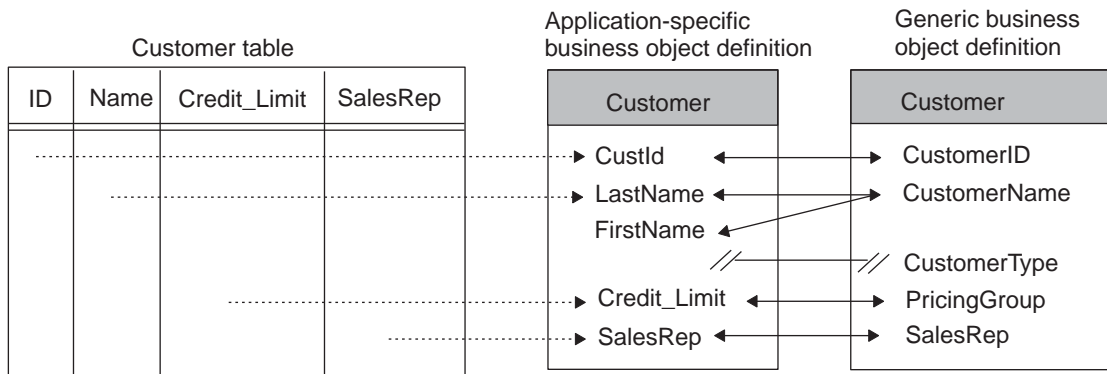 Customer table
ID Name Credit_Limit SalesRep
Application-specific
business object definition
Customer
CustId
LastName
FirstName
Credit_Limit
SalesRep
Generic business
object definition
Customer
CustomerID
CustomerName
CustomerType
PricingGroup
SalesRep